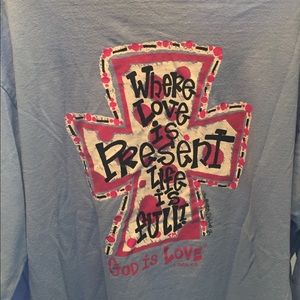 Where
Love
is
Present
Life
is
full!
God is Love